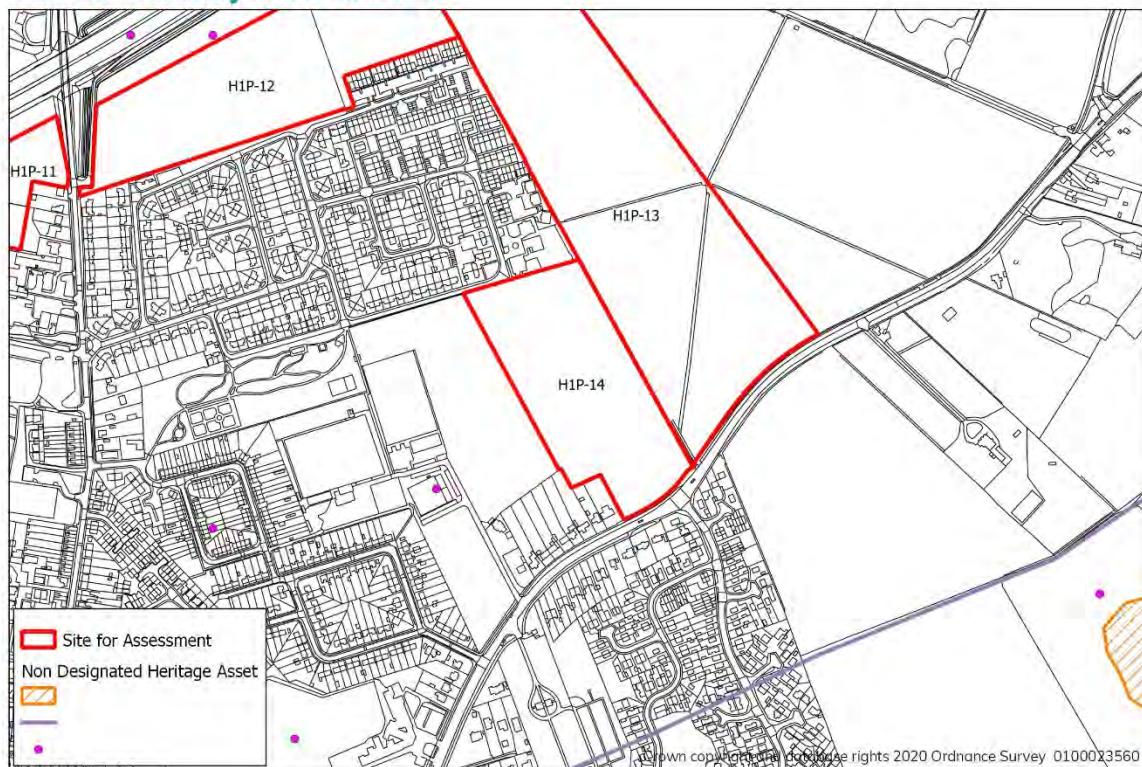 H1P-12
H1P-11
H1P-13
H1P-14
Site for Assessment
Non Designated Heritage Asset
Crown copyright and database rights 2020 Ordnance Survey 0100023560